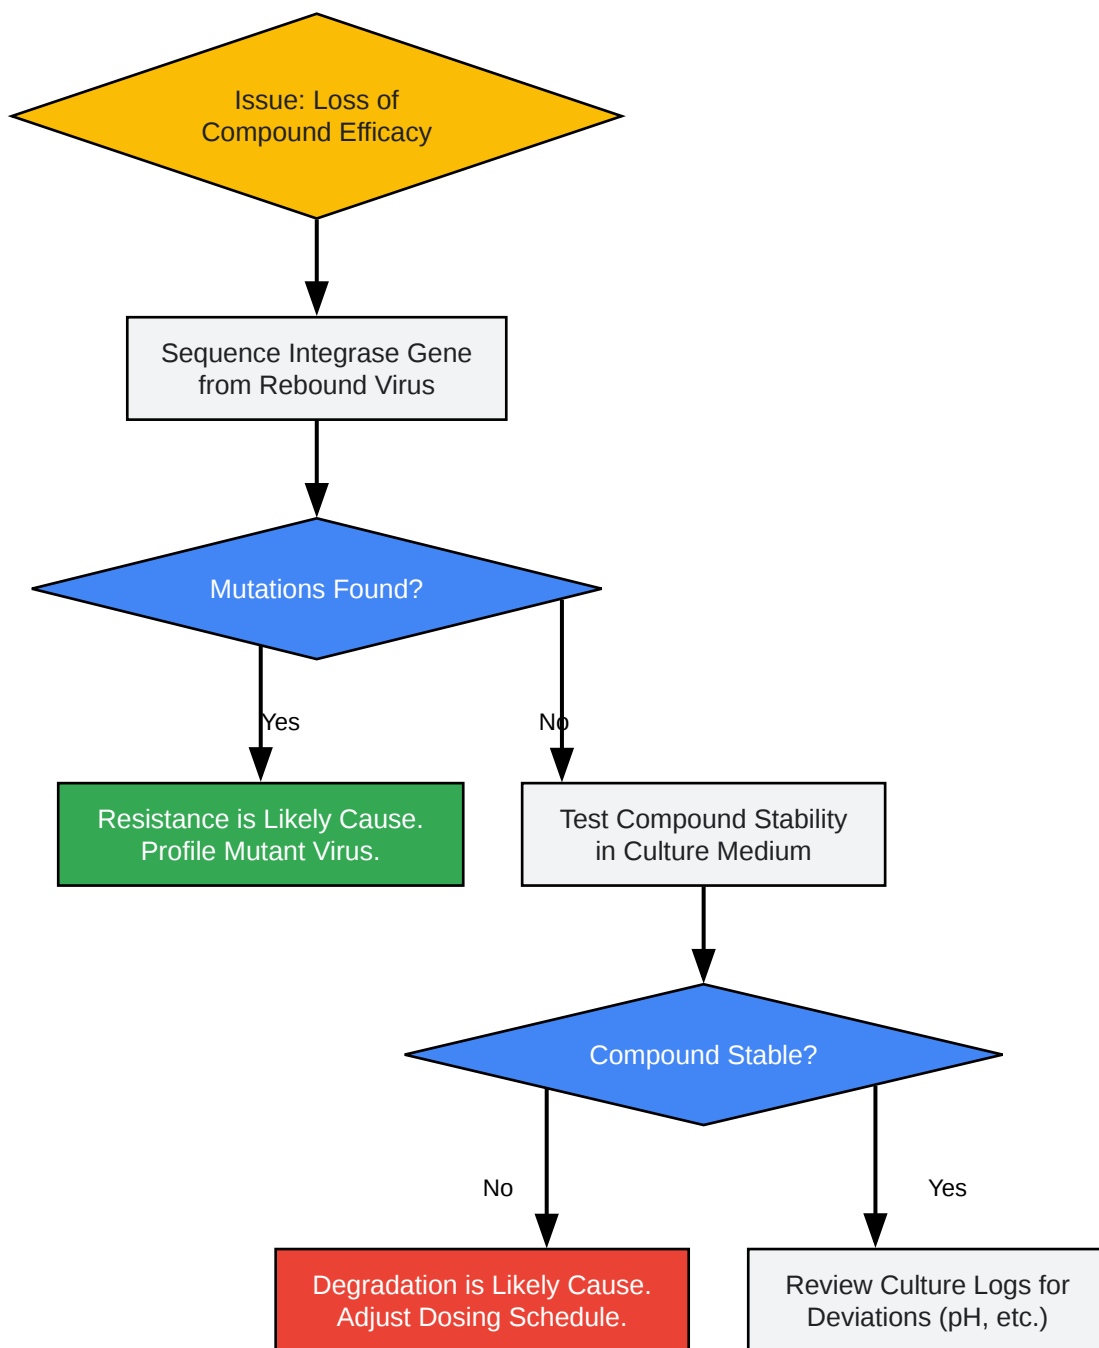 Issue: Loss of
Compound Efficacy
Sequence Integrase Gene
from Rebound Virus
Mutations Found?
Yes
No
Resistance is Likely Cause.
Profile Mutant Virus.
Test Compound Stability
in Culture Medium
Compound Stable?
No
Yes
Degradation is Likely Cause.
Adjust Dosing Schedule.
Review Culture Logs for
Deviations (pH, etc.)